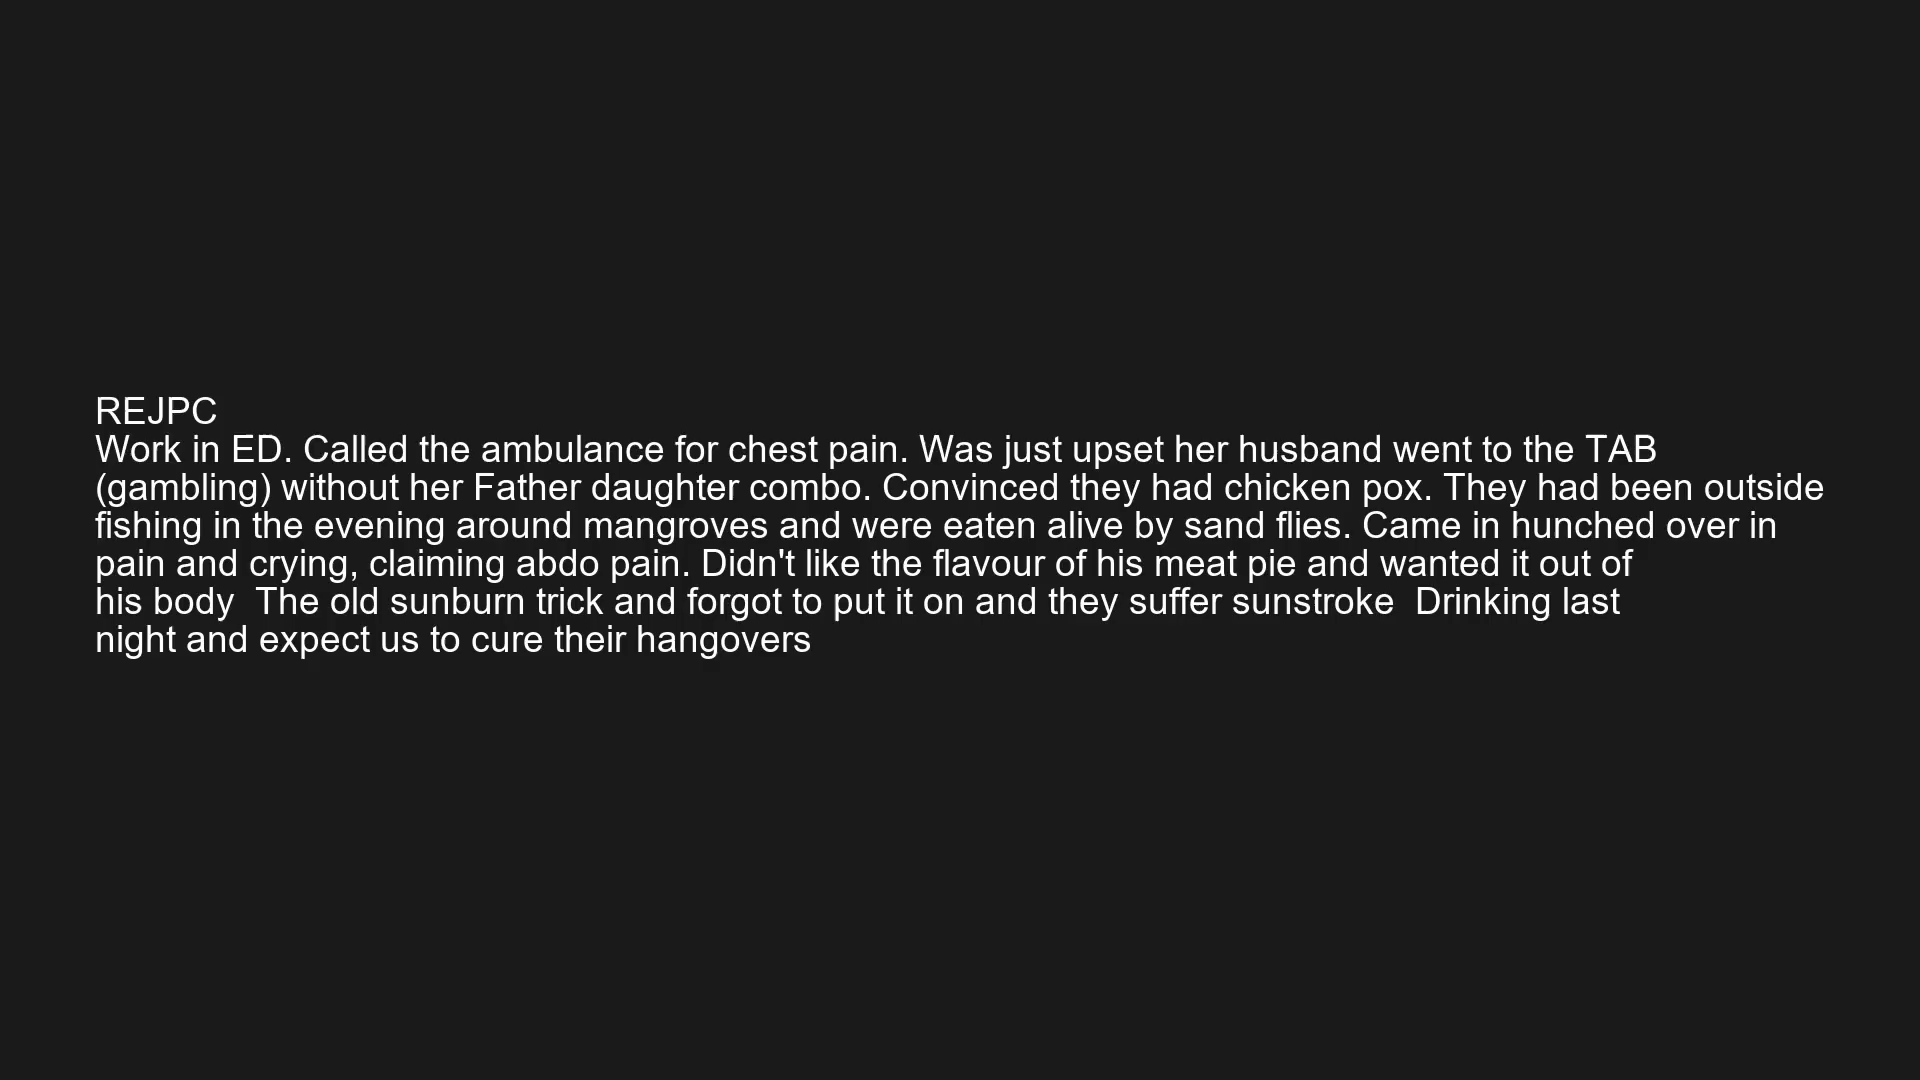 REJPC
Work in ED. Called the ambulance for chest pain. Was just upset her husband went to the TAB
(gambling) without her Father daughter combo. Convinced they had chicken pox. They had been outside
fishing in the evening around mangroves and were eaten alive by sand flies. Came in hunched over in
pain and crying, claiming abdo pain. Didn't like the flavour of his meat pie and wanted it out of
his body  The old sunburn trick and forgot to put it on and they suffer sunstroke  Drinking last
night and expect us to cure their hangovers